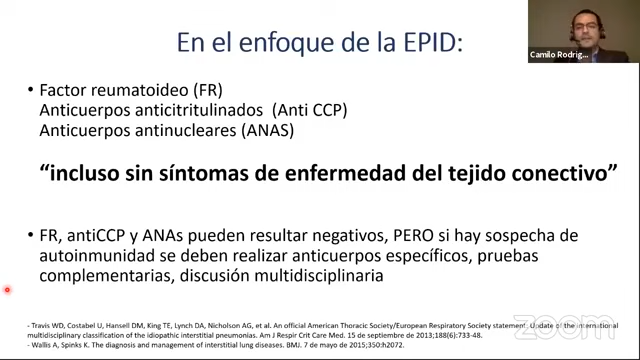 En el enfoque de la EPID:
Camilo Rodrig...
• Factor reumatoideo (FR)
Anticuerpos anticitritulinados (Anti CCP)
Anticuerpos antinucleares (ANAS)
“incluso sin síntomas de enfermedad del tejido conectivo”
• FR, antiCCP y ANAs pueden resultar negativos, PERO si hay sospecha de
autoinmunidad se deben realizar anticuerpos específicos, pruebas
complementarias, discusión multidisciplinaria
- Travis WD, Costabel U, Hansell DM, King TE, Lynch DA, Nicholson AG, et al. An official American Thoracic Society/European Respiratory Society statement: Update of the international
multidisciplinary classification of the idiopathic interstitial pneumonias. Am J Respir Crit Care Med. 15 de septiembre de 2013;188(6):733-48.
- Wallis A, Spinks K. The diagnosis and management of interstitial lung diseases. BMJ. 7 de mayo de 2015;350:h2072.
zoom